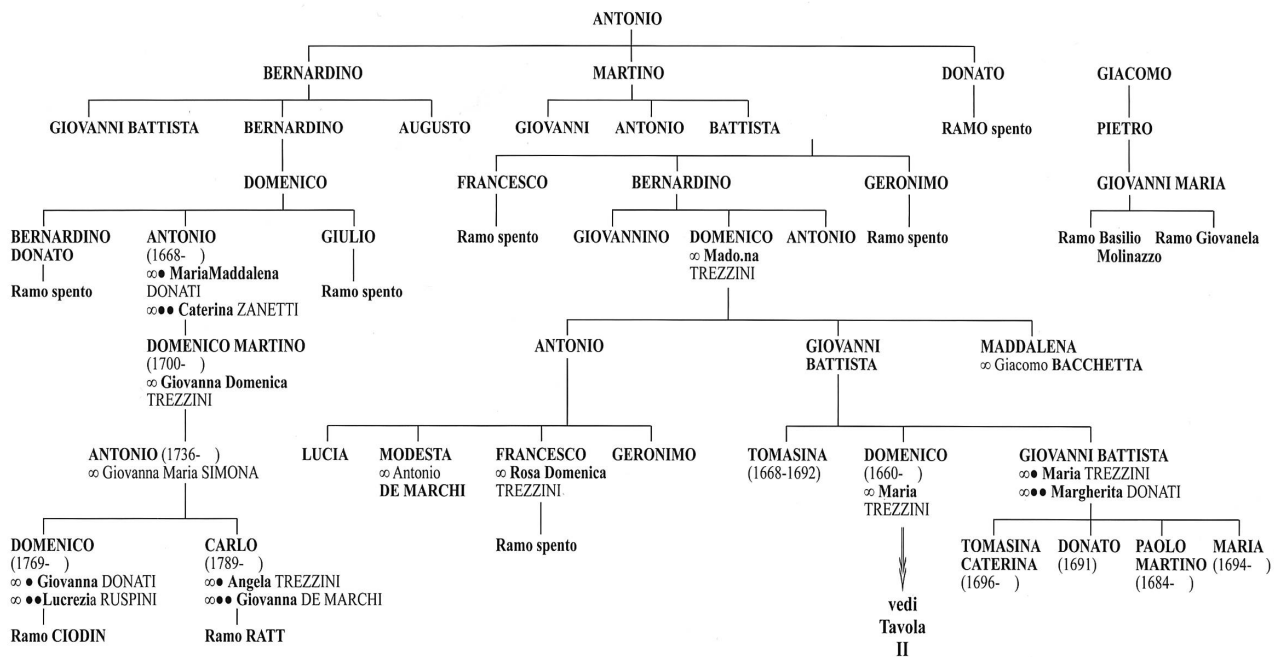 ANTONIO
BERNARDINO
MARTINO
DONATO
GIACOMO
GIOVANNI BATTISTA
BERNARDINO
AUGUSTO
GIOVANNI
ANTONIO
BATTISTA
RAMO spento
PIETRO
DOMENICO
FRANCESCO
BERNARDINO
GERONIMO
GIOVANNI MARIA
BERNARDINO
DONATO
Ramo spento
ANTONIO
(1668- )
∞● MariaMaddalena
DONATI
∞●● Caterina ZANETTI
GIULIO
Ramo spento
Ramo spento
GIOVANNINO
DOMENICO
∞ Mado.na
TREZZINI
ANTONIO
Ramo spento
Ramo Basilio
Molinazzo
Ramo Giovanela
DOMENICO MARTINO
(1700- )
∞ Giovanna Domenica
TREZZINI
ANTONIO
GIOVANNI
BATTISTA
MADDALENA
∞ Giacomo BACCHETTA
ANTONIO (1736- )
∞ Giovanna Maria SIMONA
LUCIA
MODESTA
∞ Antonio
DE MARCHI
FRANCESCO
∞ Rosa Domenica
TREZZINI
Ramo spento
GERONIMO
TOMASINA
(1668-1692)
DOMENICO
(1660- )
∞ Maria
TREZZINI
vedi
Tavola
II
GIOVANNI BATTISTA
∞● Maria TREZZINI
∞●● Margherita DONATI
DOMENICO
(1769- )
∞ ● Giovanna DONATI
∞ ●●Lucrezia RUSPINI
Ramo CIODIN
CARLO
(1789- )
∞● Angela TREZZINI
∞●● Giovanna DE MARCHI
Ramo RATT
TOMASINA
CATERINA
(1696- )
DONATO
(1691)
PAOLO
MARTINO
(1684- )
MARIA
(1694- )